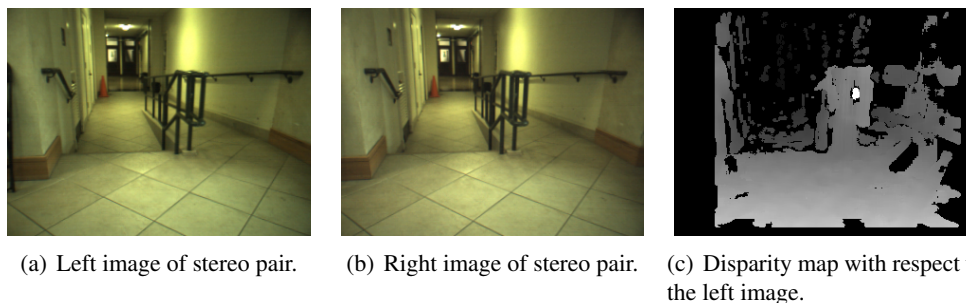 (a) Left image of stereo pair.
(b) Right image of stereo pair.
(c) Disparity map with respect
the left image.